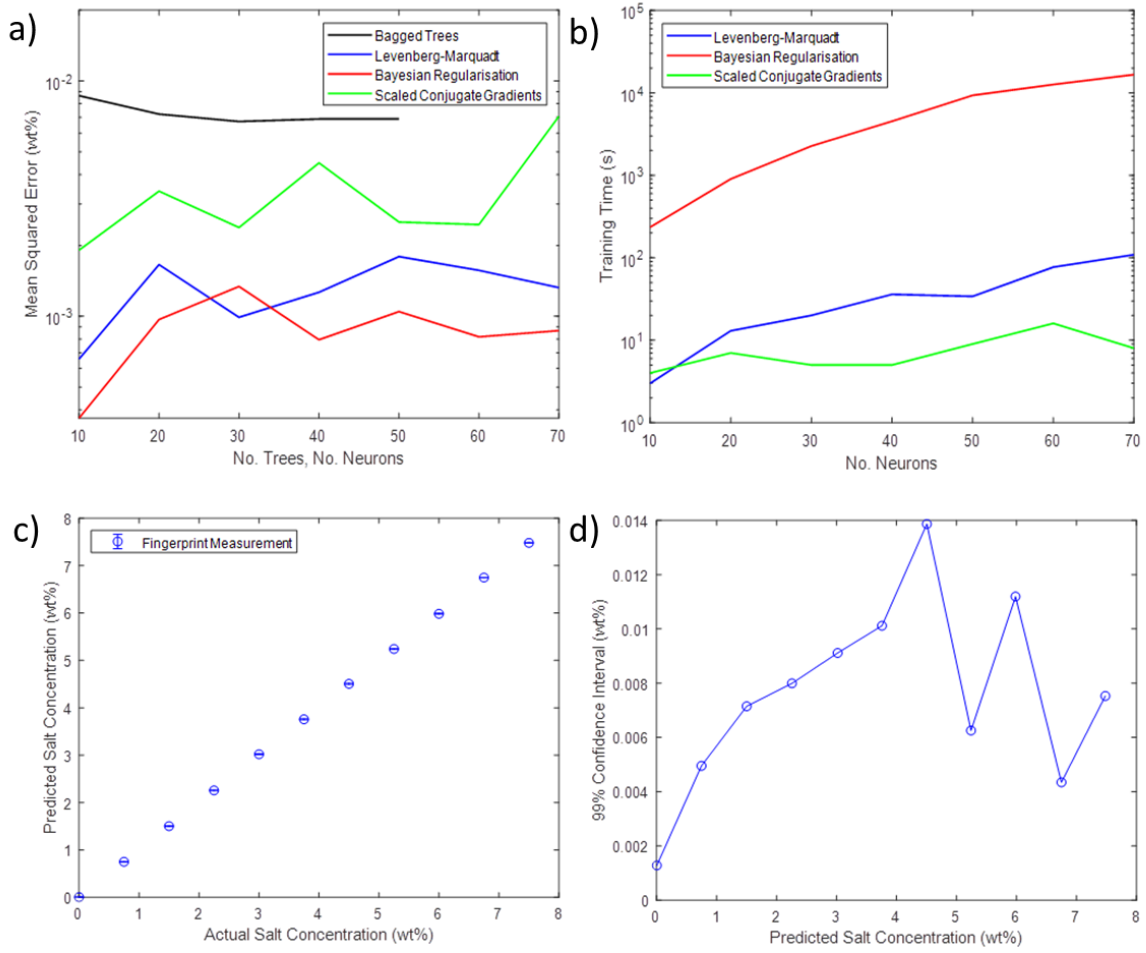 a)
Bagged Trees
Levenberg-Marquadt
Bayesian Regularisation
Scaled Conjugate Gradients
10^-2
10^-3
Mean Squared Error (wt%)
10 20 30 40 50 60 70
No. Trees, No. Neurons
b)
Levenberg-Marquadt
Bayesian Regularisation
Scaled Conjugate Gradients
10^5
10^4
10^3
10^2
10^1
10^0
Training Time (s)
10 20 30 40 50 60 70
No. Neurons
c)
Fingerprint Measurement
8
7
6
5
4
3
2
1
0
Predicted Salt Concentration (wt%)
0 1 2 3 4 5 6 7 8
Actual Salt Concentration (wt%)
d)
0.014
0.012
0.01
0.008
0.006
0.004
0.002
0
99% Confidence Interval (wt%)
0 1 2 3 4 5 6 7 8
Predicted Salt Concentration (wt%)